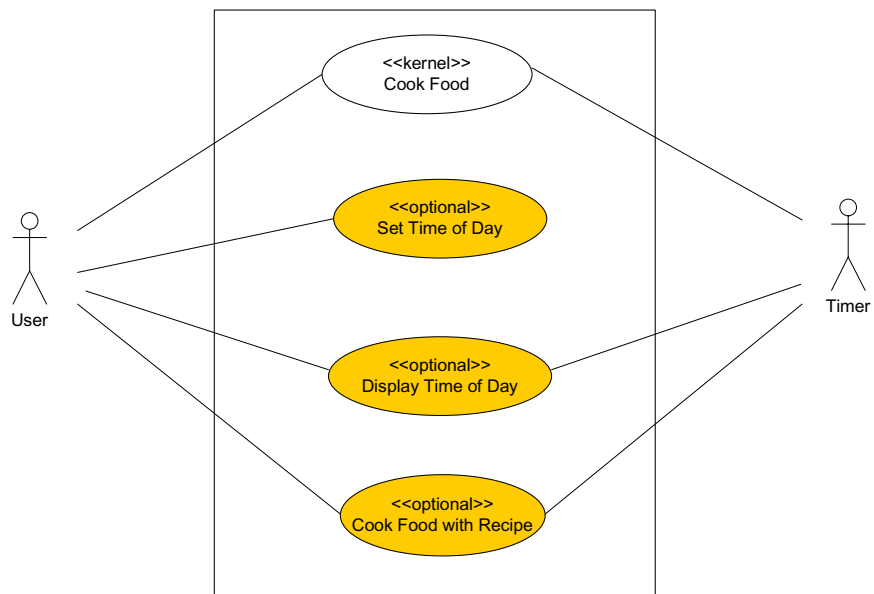 <<kernel>>
Cook Food
<<optional>>
Set Time of Day
User
Timer
<<optional>>
Display Time of Day
<<optional>>
Cook Food with Recipe